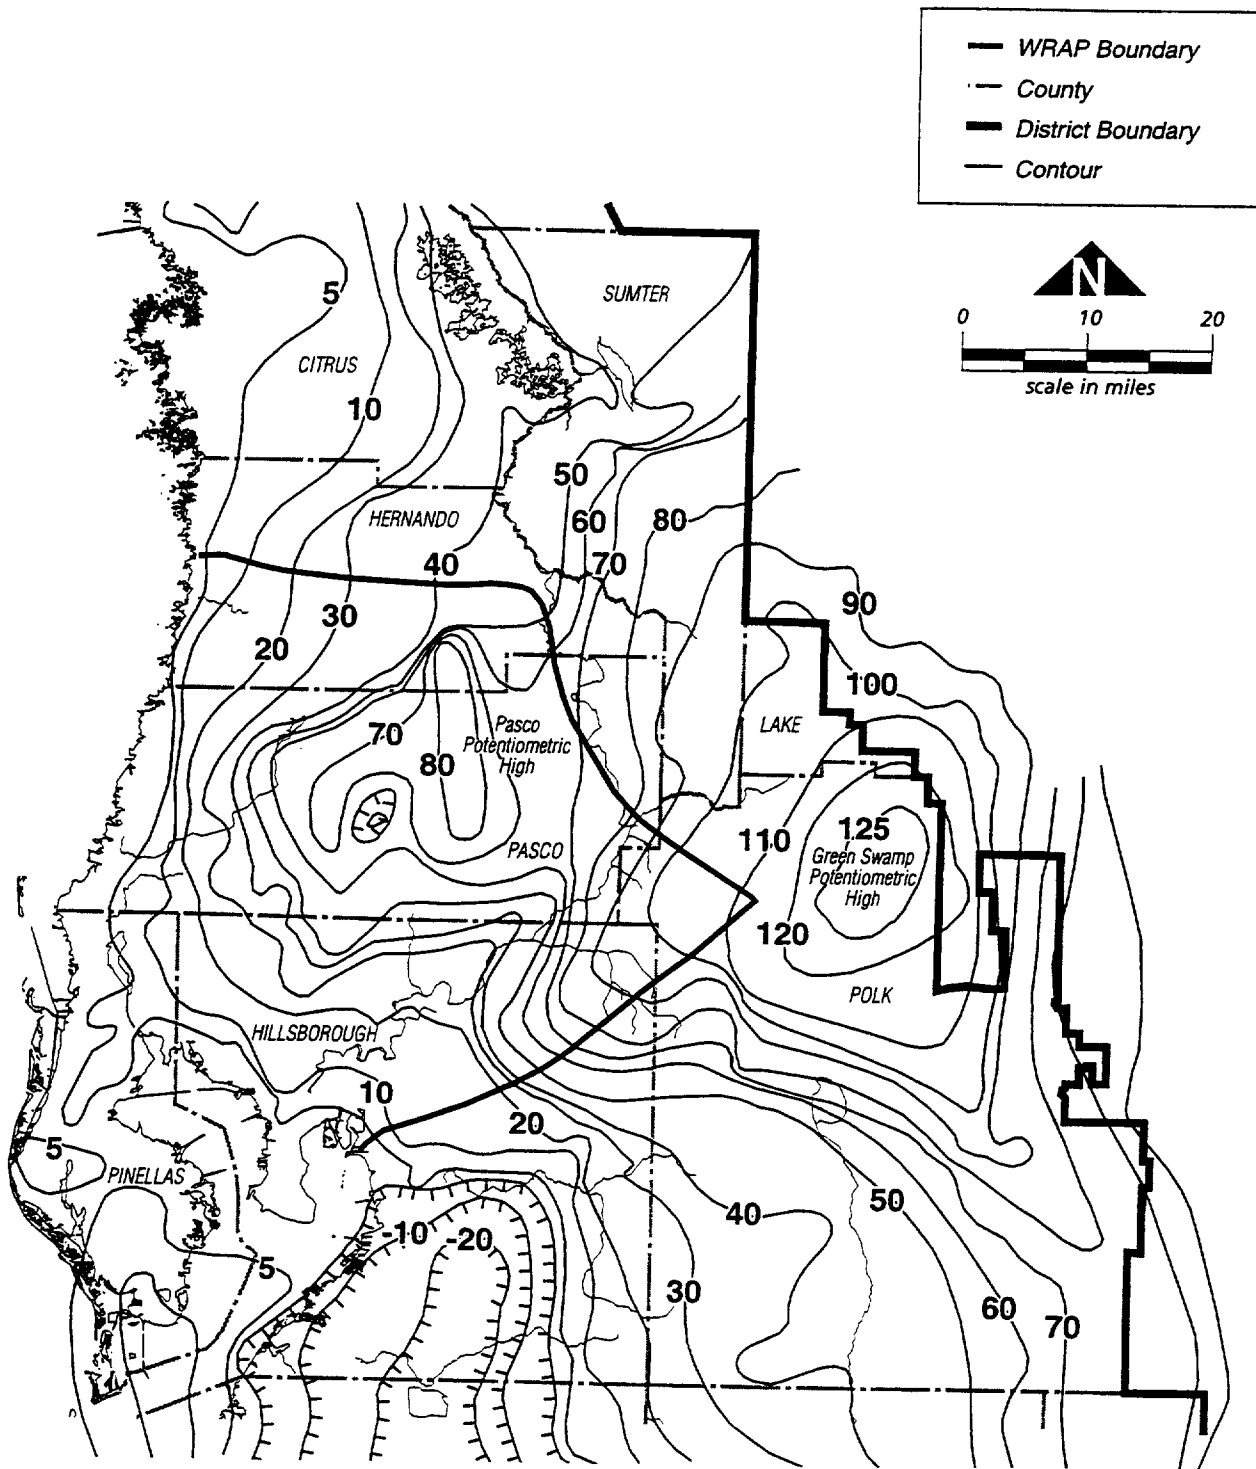 WRAP Boundary
County
District Boundary
Contour
N
0 10 20
scale in miles
SUMTER
5
CITRUS
10
50
HERNANDO
60
80
40
70
90
30
20
100
Pasco
Potentiometric
High
70
LAKE
80
110
125
PASCO
Green Swamp
Potentiometric
High
120
POLK
HILLSBOROUGH
10
20
5
PINELLAS
50
40
-10
-20
5
30
60
70